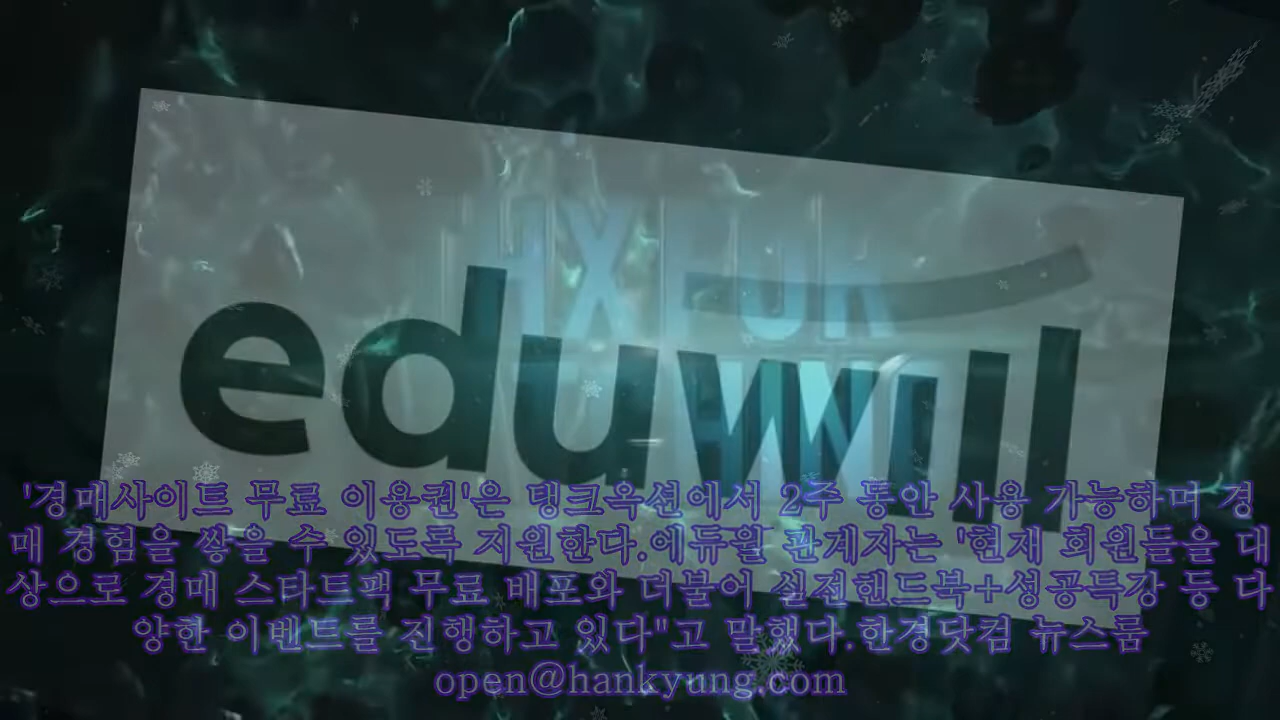 HX FOR
eduwill
'경매사이트 무료 이용권'은 탱크옥션에서 2주 동안 사용 가능하며 경
매 경험을 쌓을 수 있도록 지원한다.에듀윌 관계자는 '현재 회원들을 대
상으로 경매 스타트팩 무료 배포와 더불어 실전핸드북+성공특강 등 다
양한 이벤트를 진행하고 있다"고 말했다.한경닷컴 뉴스룸
open@hankyung.com